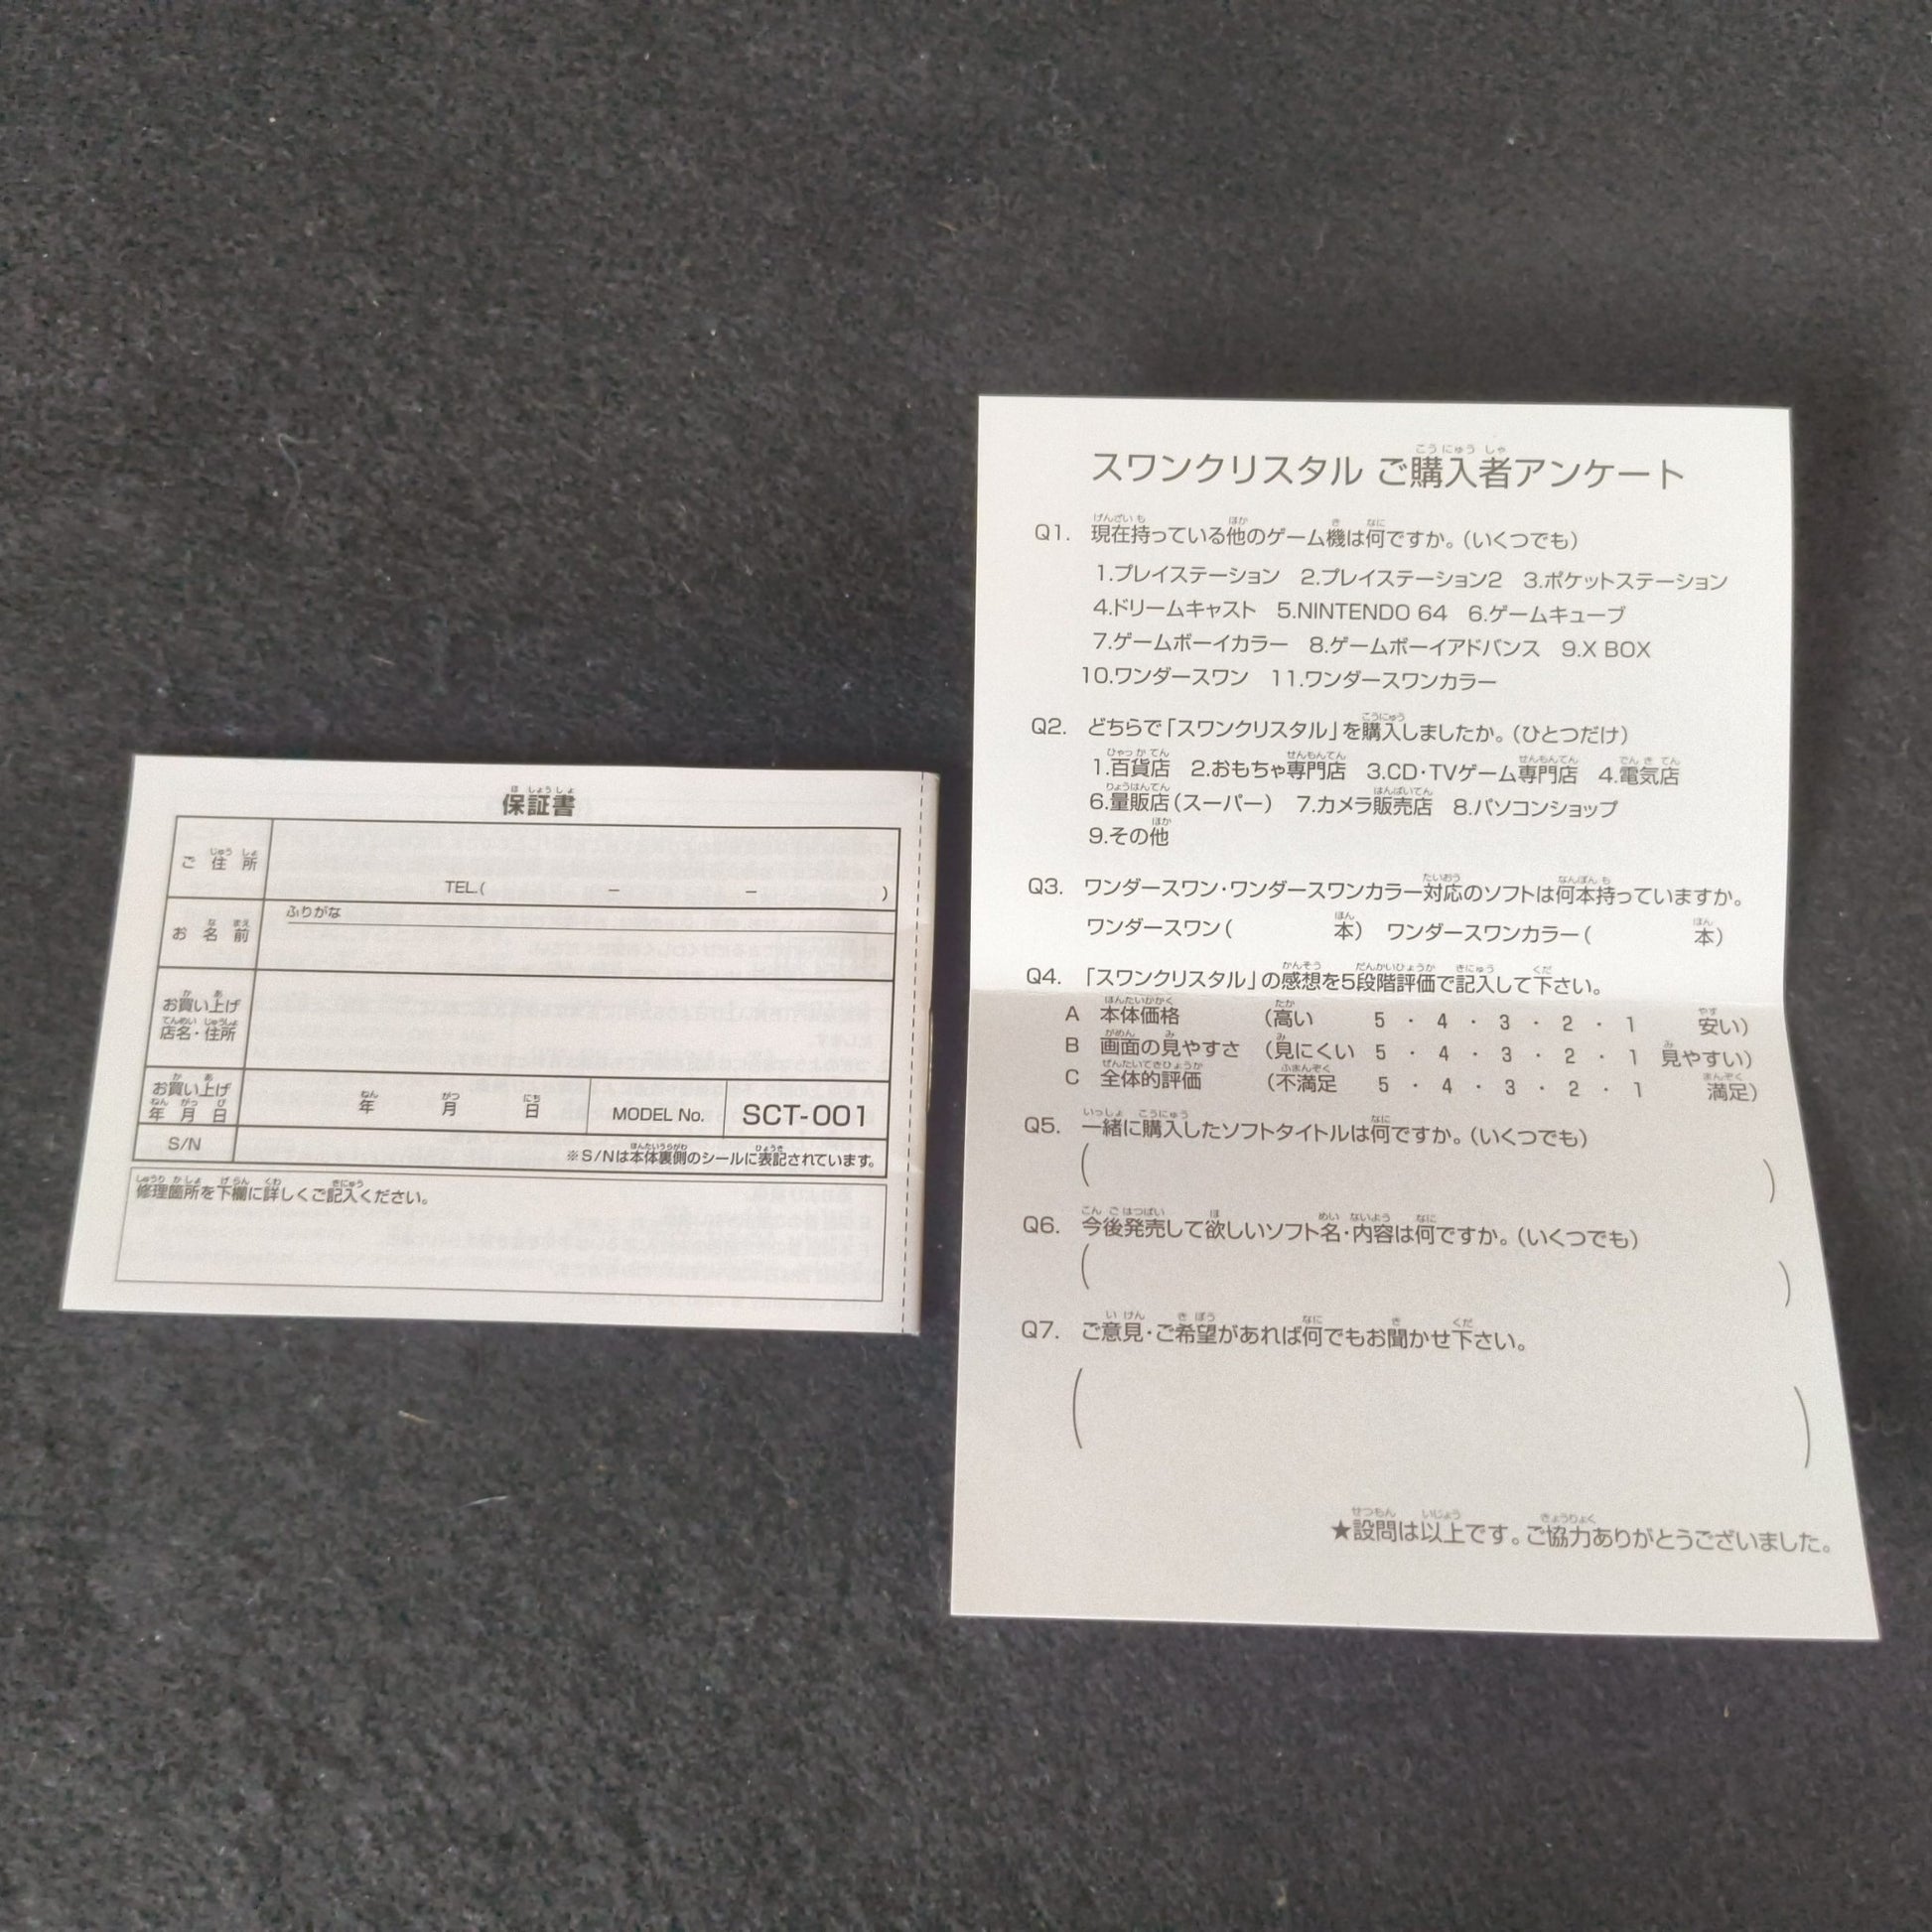 保証書
ご住所
TEL.( － － )
お名前
ふりがな
お買い上げ
店名・住所
お買い上げ
年月日
年 月 日
MODEL No.
SCT-001
S/N
※S/Nは本体裏側のシールに表記されています。
修理箇所を下欄に詳しくご記入ください。
スワンクリスタル ご購入者アンケート
Q1. 現在持っている他のゲーム機は何ですか。(いくつでも)
1.プレイステーション 2.プレイステーション2 3.ポケットステーション
4.ドリームキャスト 5.NINTENDO 64 6.ゲームキューブ
7.ゲームボーイカラー 8.ゲームボーイアドバンス 9.X BOX
10.ワンダースワン 11.ワンダースワンカラー
Q2. どちらで「スワンクリスタル」を購入しましたか。(ひとつだけ)
1.百貨店 2.おもちゃ専門店 3.CD・TVゲーム専門店 4.電気店
6.量販店(スーパー) 7.カメラ販売店 8.パソコンショップ
9.その他
Q3. ワンダースワン・ワンダースワンカラー対応のソフトは何本持っていますか。
ワンダースワン( 本) ワンダースワンカラー( 本)
Q4. 「スワンクリスタル」の感想を5段階評価で記入して下さい。
A 本体価格 (高い 5 ・ 4 ・ 3 ・ 2 ・ 1 安い)
B 画面の見やすさ (見にくい 5 ・ 4 ・ 3 ・ 2 ・ 1 見やすい)
C 全体的評価 (不満足 5 ・ 4 ・ 3 ・ 2 ・ 1 満足)
Q5. 一緒に購入したソフトタイトルは何ですか。(いくつでも)
( )
Q6. 今後発売して欲しいソフト名・内容は何ですか。(いくつでも)
( )
Q7. ご意見・ご希望があれば何でもお聞かせ下さい。
( )
★設問は以上です。ご協力ありがとうございました。